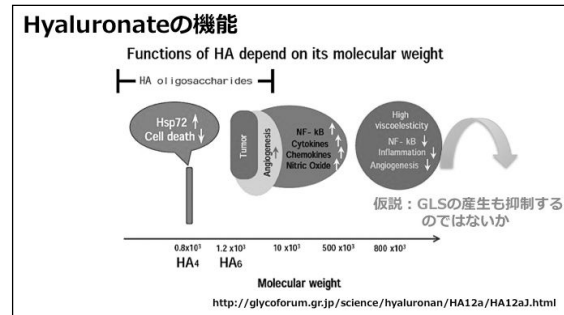 Hyaluronateの機能
Functions of HA depend on its molecular weight
HA oligosaccharides
Hsp72 ↑
Cell death ↓
Tumor
Angiogenesis ↑
NF- kB ↑
Cytokines ↑
Chemokines ↑
Nitric Oxide ↑
High
viscoelasticity
NF- kB ↓
Inflammation ↓
Angiogenesis ↓
仮説：GLSの産生も抑制する
のではないか
0.8x10³ 1.2 x10³ 10 x10³ 500 x10³ 800 x10³
HA4 HA6
Molecular weight
http://glycoforum.gr.jp/science/hyaluronan/HA12a/HA12aJ.html